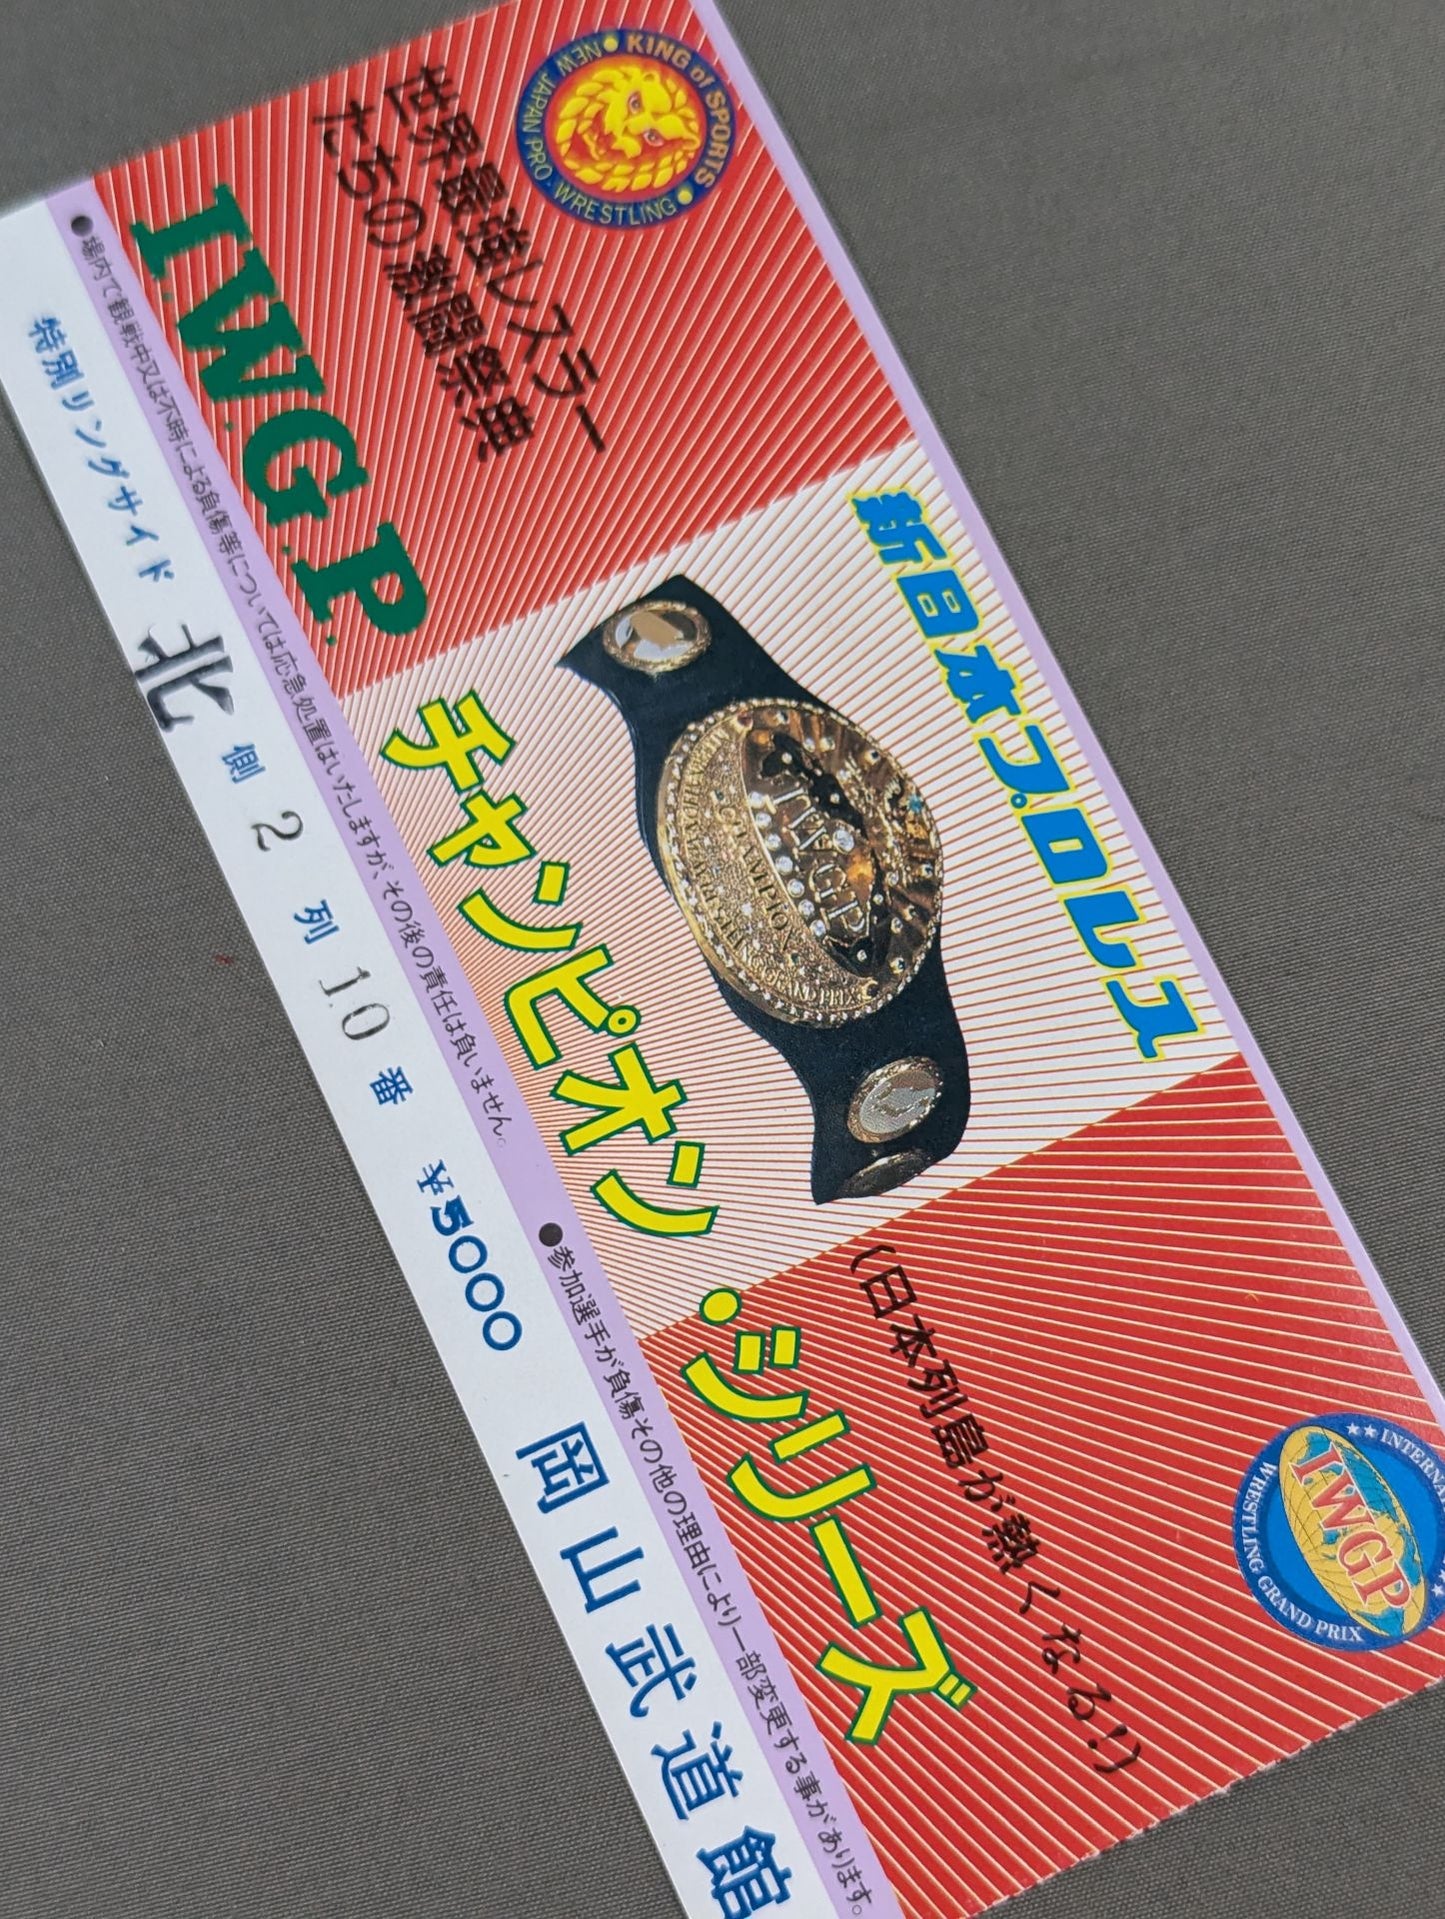 KING of SPORTS
NEW JAPAN PRO-WRESTLING
世界最強レスラー
たちの激闘祭典
新日本プロレス
I.W.G.P.
チャンピオン・シリーズ
(日本列島が熱くなる!)
IWGP
CHAMPION
GRAND PRIX
IWGP
WRESTLING GRAND PRIX
●場内で観戦中又は不時による負傷等については応急処置はいたしますが、その後の責任は負いません。
●参加選手が負傷その他の理由により一部変更する事があります。
特別リングサイド 北側 2列 10番 ¥5000 岡山武道館